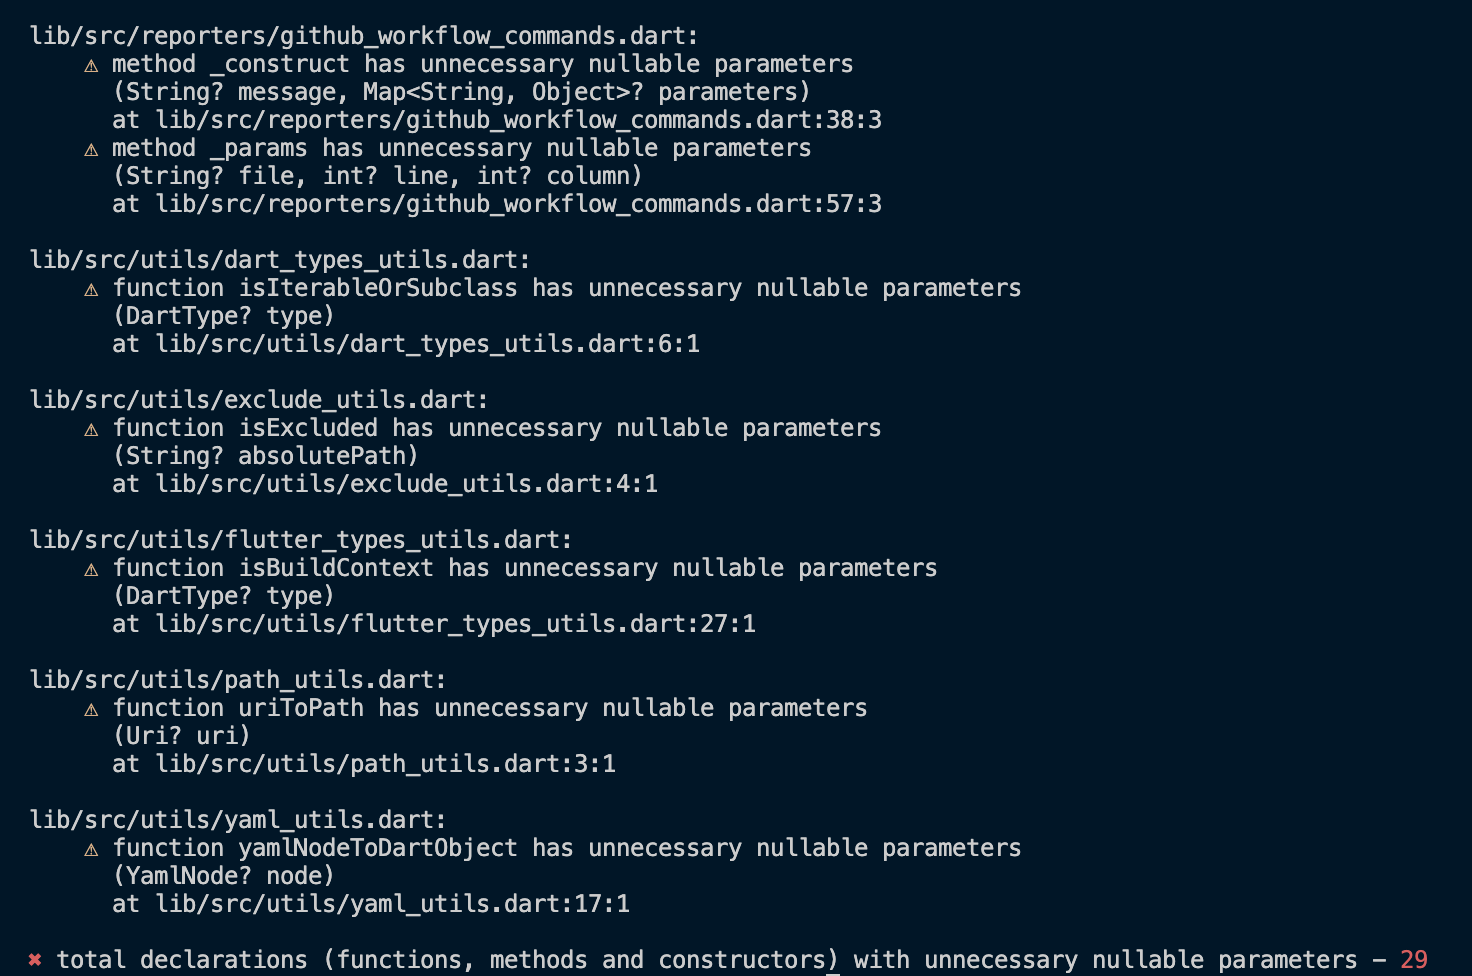 lib/src/reporters/github_workflow_commands.dart:
⚠ method _construct has unnecessary nullable parameters
(String? message, Map<String, Object>? parameters)
at lib/src/reporters/github_workflow_commands.dart:38:3
⚠ method _params has unnecessary nullable parameters
(String? file, int? line, int? column)
at lib/src/reporters/github_workflow_commands.dart:57:3
lib/src/utils/dart_types_utils.dart:
⚠ function isIterableOrSubclass has unnecessary nullable parameters
(DartType? type)
at lib/src/utils/dart_types_utils.dart:6:1
lib/src/utils/exclude_utils.dart:
⚠ function isExcluded has unnecessary nullable parameters
(String? absolutePath)
at lib/src/utils/exclude_utils.dart:4:1
lib/src/utils/flutter_types_utils.dart:
⚠ function isBuildContext has unnecessary nullable parameters
(DartType? type)
at lib/src/utils/flutter_types_utils.dart:27:1
lib/src/utils/path_utils.dart:
⚠ function uriToPath has unnecessary nullable parameters
(Uri? uri)
at lib/src/utils/path_utils.dart:3:1
lib/src/utils/yaml_utils.dart:
⚠ function yamlNodeToDartObject has unnecessary nullable parameters
(YamlNode? node)
at lib/src/utils/yaml_utils.dart:17:1
✖ total declarations (functions, methods and constructors) with unnecessary nullable parameters - 29